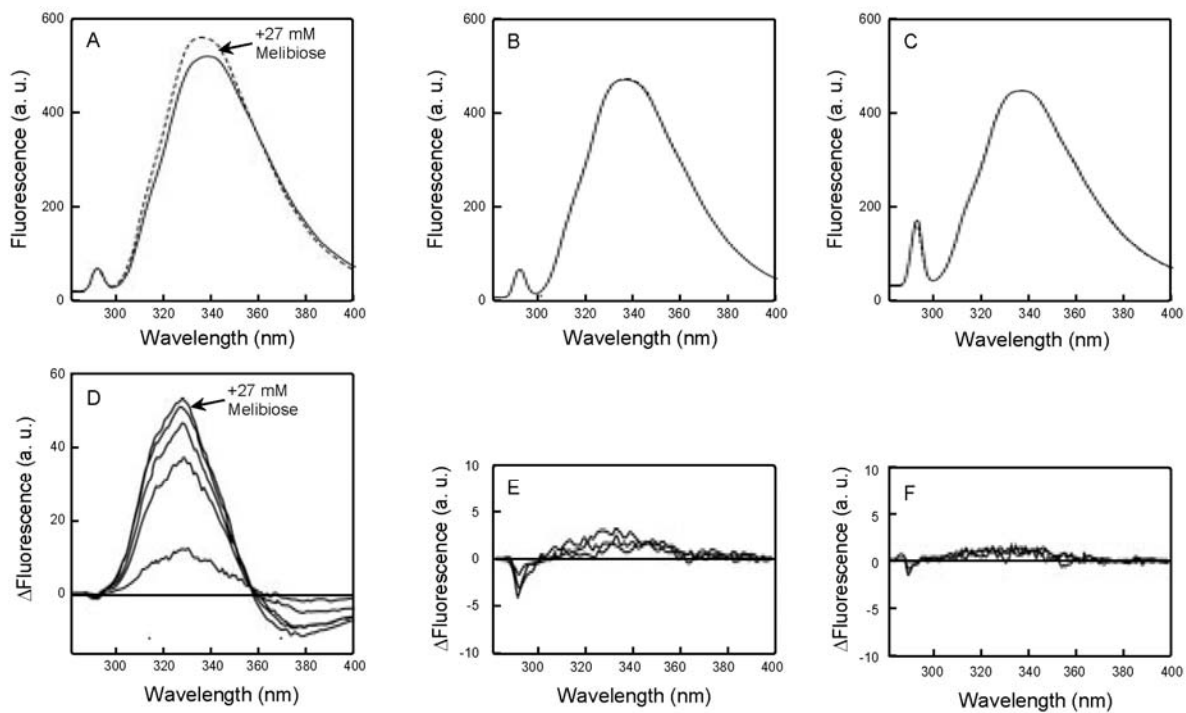 600
400
200
0
Fluorescence (a. u.)
A
+27 mM
Melibiose
300 320 340 360 380 400
Wavelength (nm)
600
400
200
0
Fluorescence (a. u.)
B
300 320 340 360 380 400
Wavelength (nm)
600
400
200
0
Fluorescence (a. u.)
C
300 320 340 360 380 400
Wavelength (nm)
60
40
20
0
ΔFluorescence (a. u.)
D
+27 mM
Melibiose
300 320 340 360 380 400
Wavelength (nm)
10
5
0
-5
-10
ΔFluorescence (a. u.)
E
300 320 340 360 380 400
Wavelength (nm)
10
5
0
-5
-10
ΔFluorescence (a. u.)
F
300 320 340 360 380 400
Wavelength (nm)